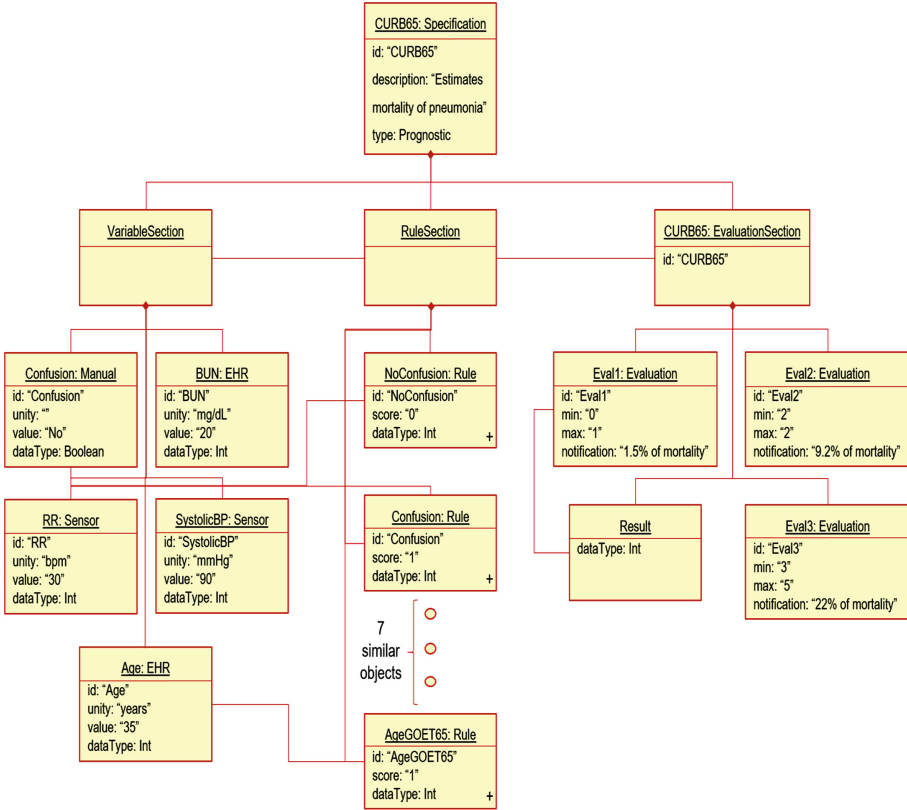 CURB65: Specification
id: “CURB65”
description: “Estimates
mortality of pneumonia”
type: Prognostic
VariableSection
RuleSection
CURB65: EvaluationSection
id: “CURB65”
Confusion: Manual
id: “Confusion”
unity: “”
value: “No”
dataType: Boolean
BUN: EHR
id: “BUN”
unity: “mg/dL”
value: “20”
dataType: Int
NoConfusion: Rule
id: “NoConfusion”
score: “0”
dataType: Int
+
Eval1: Evaluation
id: “Eval1”
min: “0”
max: “1”
notification: “1.5% of mortality”
Eval2: Evaluation
id: “Eval2”
min: “2”
max: “2”
notification: “9.2% of mortality”
RR: Sensor
id: “RR”
unity: “bpm”
value: “30”
dataType: Int
SystolicBP: Sensor
id: “SystolicBP”
unity: “mmHg”
value: “90”
dataType: Int
Confusion: Rule
id: “Confusion”
score: “1”
dataType: Int
+
Result
dataType: Int
Eval3: Evaluation
id: “Eval3”
min: “3”
max: “5”
notification: “22% of mortality”
7
similar
objects
Age: EHR
id: “Age”
unity: “years”
value: “35”
dataType: Int
AgeGOET65: Rule
id: “AgeGOET65”
score: “1”
dataType: Int
+